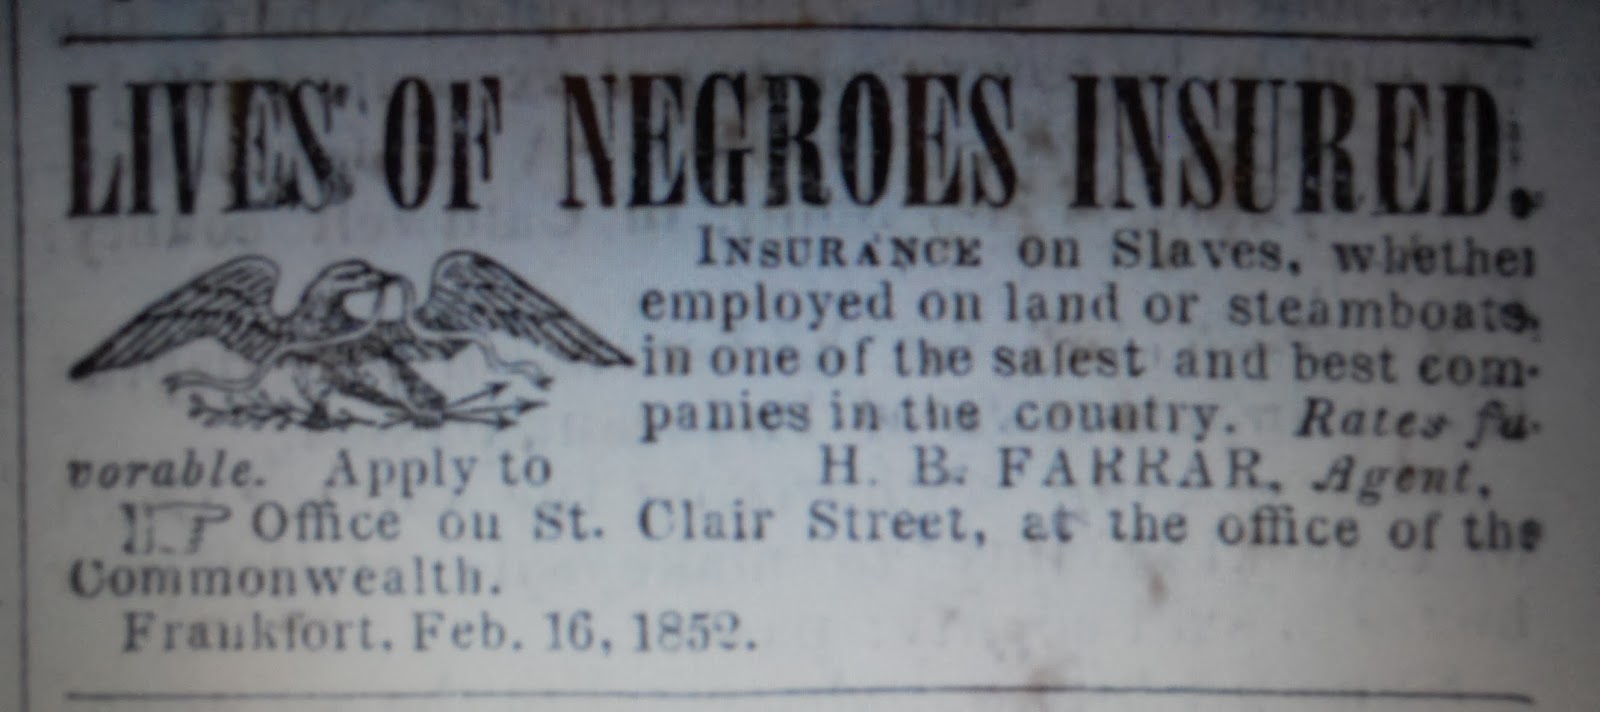 LIVES OF NEGROES INSURED.
INSURANCE on Slaves, whether
employed on land or steamboats,
in one of the safest and best com-
panies in the country. Rates fa-
vorable. Apply to H. B. FARRAR, Agent,
Office on St. Clair Street, at the office of the
Commonwealth.
Frankfort, Feb. 16, 1852.